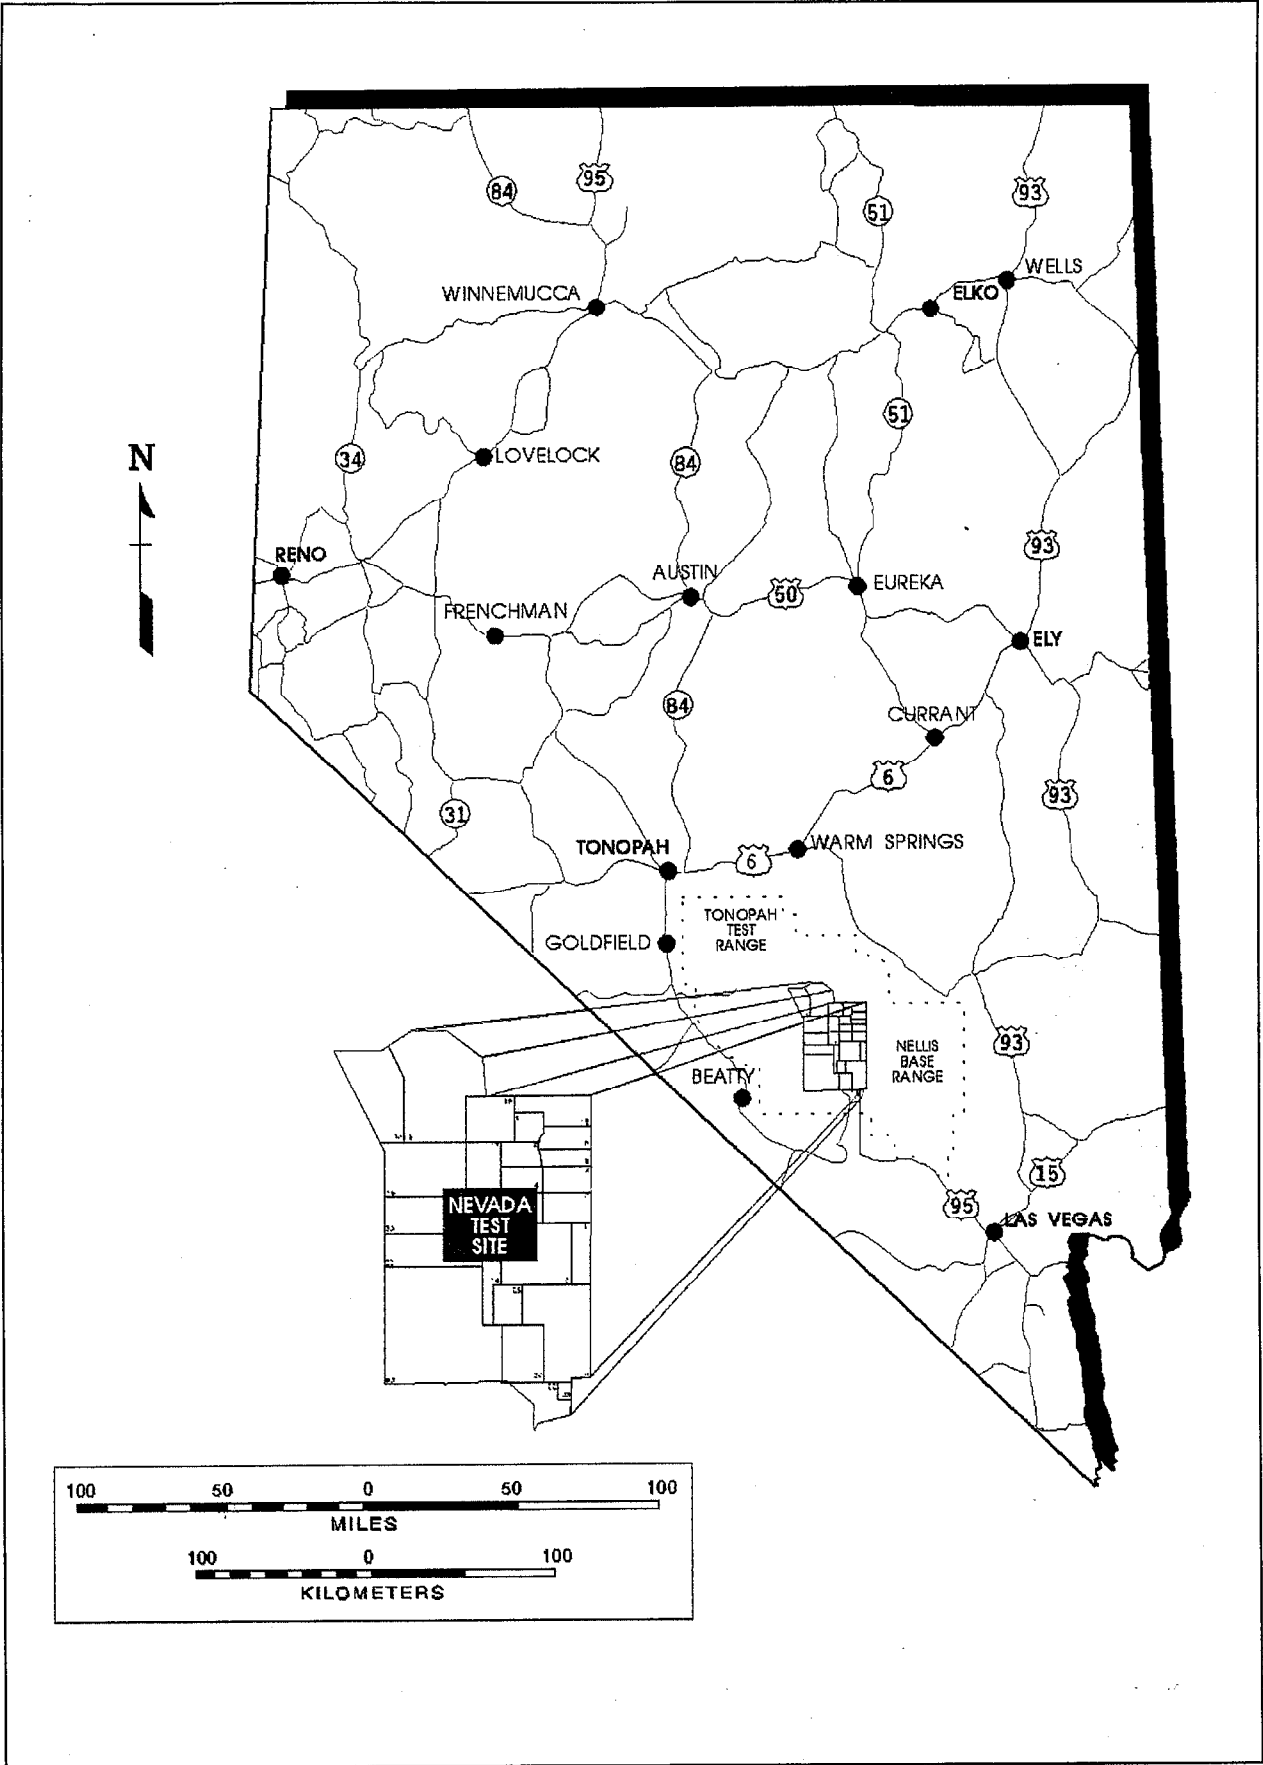 95
84
93
51
WELLS
WINNEMUCCA
ELKO
51
N
34
LOVELOCK
84
93
RENO
AUSTIN
50
EUREKA
FRENCHMAN
ELY
84
CURRANT
6
93
31
TONOPAH
6
WARM SPRINGS
TONOPAH
TEST
RANGE
GOLDFIELD
93
NELLIS
BASE
RANGE
BEATTY
15
95
NEVADA
TEST
SITE
LAS VEGAS
100 50 0 50 100
MILES
100 0 100
KILOMETERS